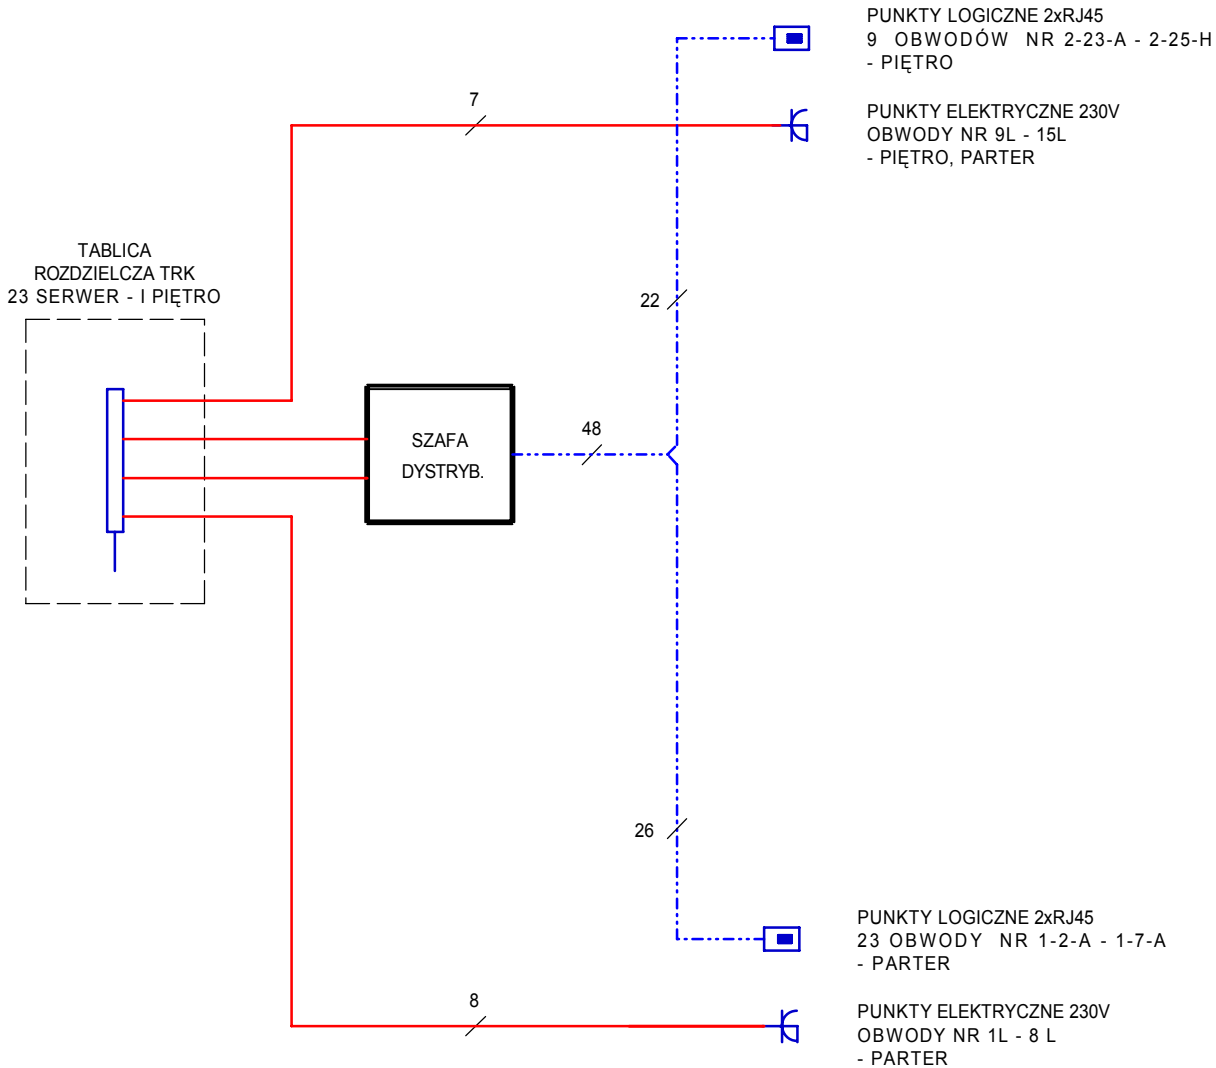 PUNKTY LOGICZNE 2xRJ45
9 OBWODÓW NR 2-23-A - 2-25-H
- PIĘTRO
7
PUNKTY ELEKTRYCZNE 230V
OBWODY NR 9L - 15L
- PIĘTRO, PARTER
TABLICA
ROZDZIELCZA TRK
23 SERWER - I PIĘTRO
22
SZAFA
DYSTRYB.
48
26
PUNKTY LOGICZNE 2xRJ45
23 OBWODY NR 1-2-A - 1-7-A
- PARTER
8
PUNKTY ELEKTRYCZNE 230V
OBWODY NR 1L - 8 L
- PARTER